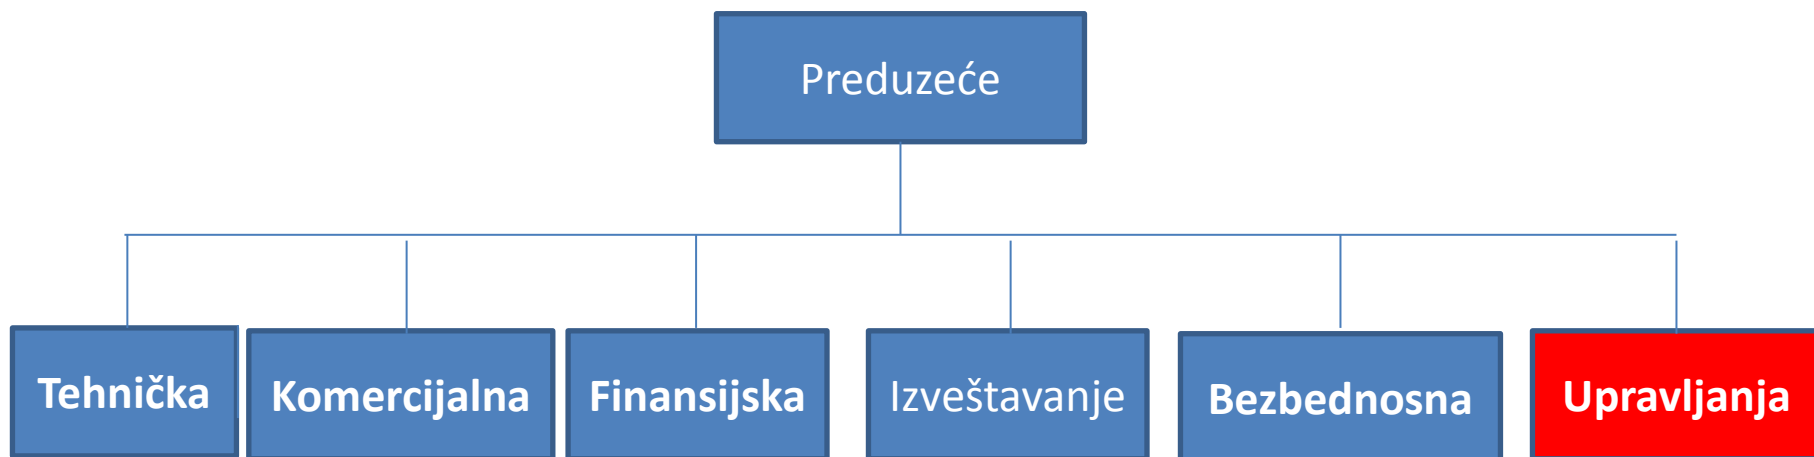 Preduzeće
Tehnička
Komercijalna
Finansijska
Izveštavanje
Bezbednosna
Upravljanja